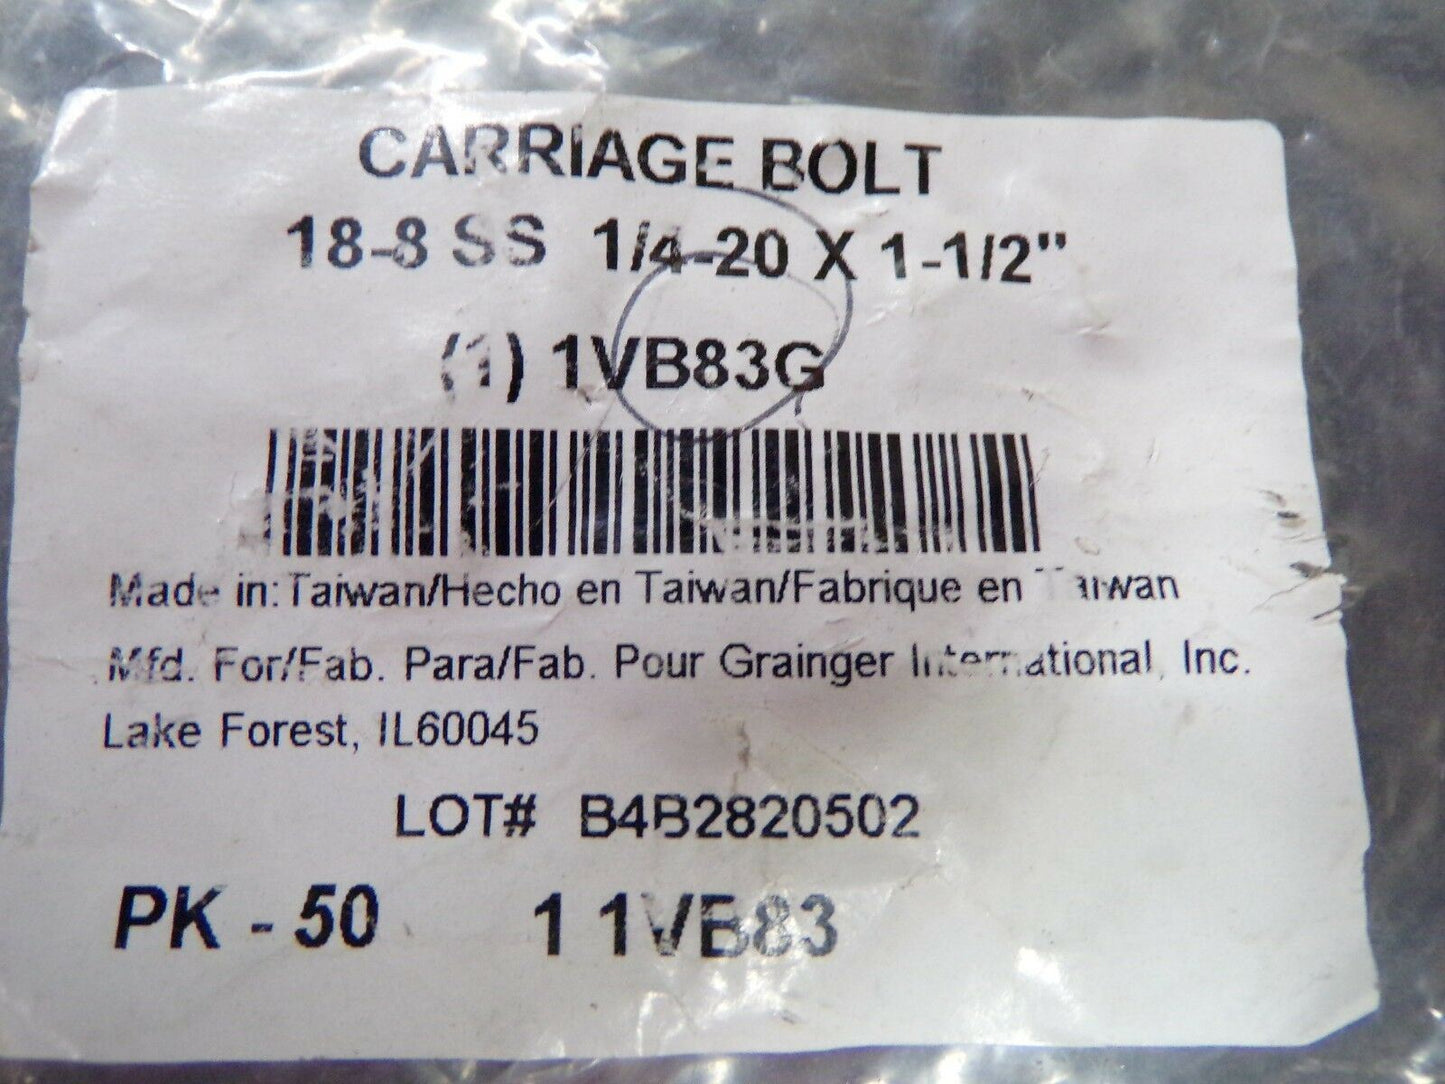 CARRIAGE BOLT
18-8 SS 1/4-20 X 1-1/2"
(1) 1VB83G
Made in:Taiwan/Hecho en Taiwan/Fabrique en Taiwan
Mfd. For/Fab. Para/Fab. Pour Grainger International, Inc.
Lake Forest, IL60045
LOT# B4B2820502
PK - 50 1 1VB83